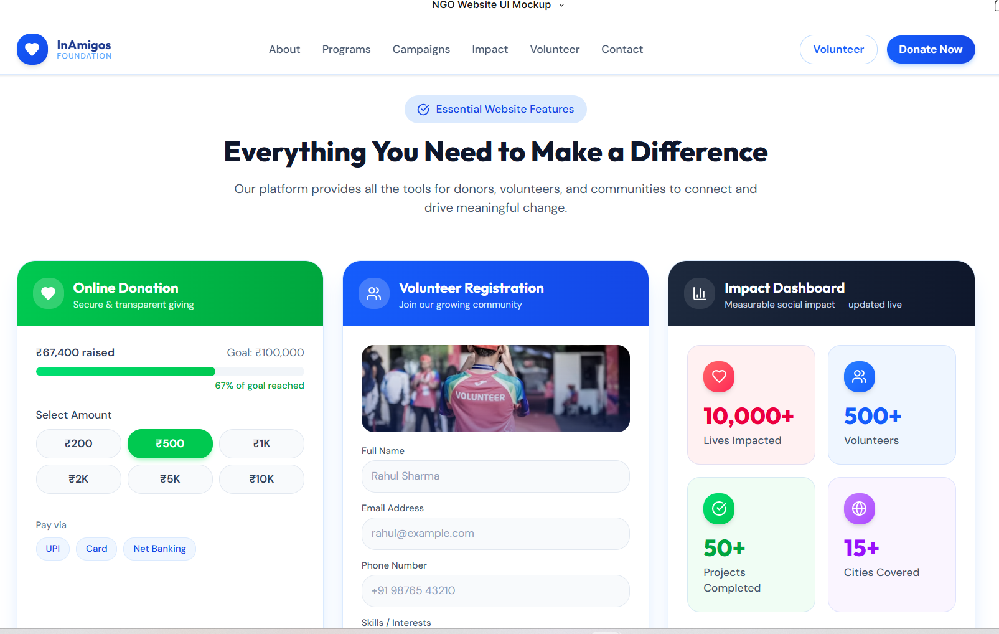 NGO Website UI Mockup
InAmigos
FOUNDATION
About
Programs
Campaigns
Impact
Volunteer
Contact
Volunteer
Donate Now
Essential Website Features
Everything You Need to Make a Difference
Our platform provides all the tools for donors, volunteers, and communities to connect and
drive meaningful change.
Online Donation
Secure & transparent giving
₹67,400 raised
Goal: ₹100,000
67% of goal reached
Select Amount
₹200
₹500
₹1K
₹2K
₹5K
₹10K
Pay via
UPI
Card
Net Banking
Volunteer Registration
Join our growing community
VOLUNTEER
Full Name
Rahul Sharma
Email Address
rahul@example.com
Phone Number
+91 98765 43210
Skills / Interests
Impact Dashboard
Measurable social impact — updated live
10,000+
Lives Impacted
500+
Volunteers
50+
Projects
Completed
15+
Cities Covered